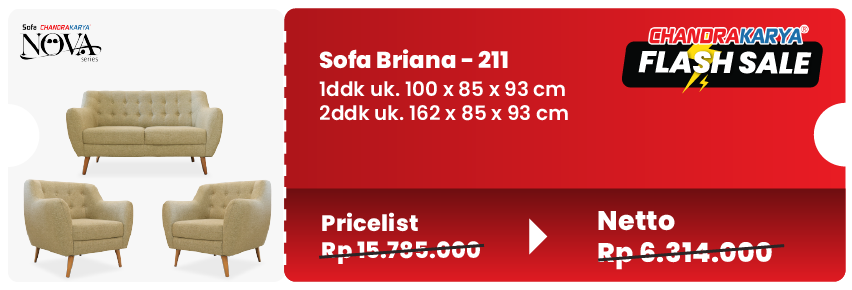 Sofa CHANDRAKARYA
NOVA
series
Sofa Briana - 211
1ddk uk. 100 x 85 x 93 cm
2ddk uk. 162 x 85 x 93 cm
CHANDRAKARYA®
FLASH SALE
Pricelist
Rp 15.785.000
Netto
Rp 6.314.000